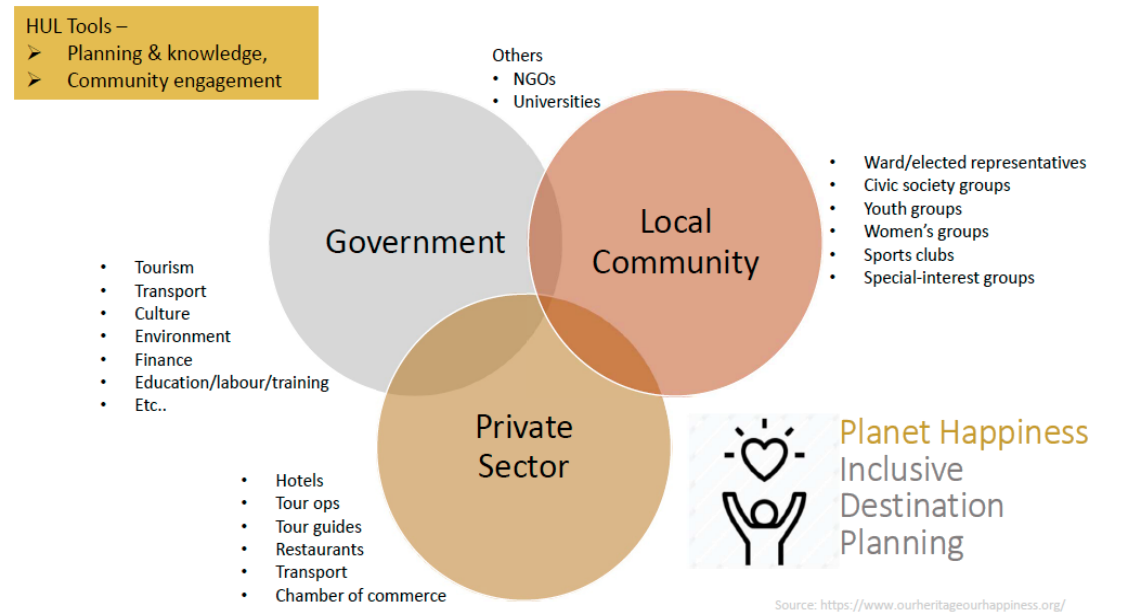 HUL Tools –
➢ Planning & knowledge,
➢ Community engagement
Others
• NGOs
• Universities
Government
Local
Community
• Ward/elected representatives
• Civic society groups
• Youth groups
• Women's groups
• Sports clubs
• Special-interest groups
• Tourism
• Transport
• Culture
• Environment
• Finance
• Education/labour/training
• Etc..
Private
Sector
• Hotels
• Tour ops
• Tour guides
• Restaurants
• Transport
• Chamber of commerce
Planet Happiness
Inclusive
Destination
Planning
Source: https://www.ourheritageourhappiness.org/